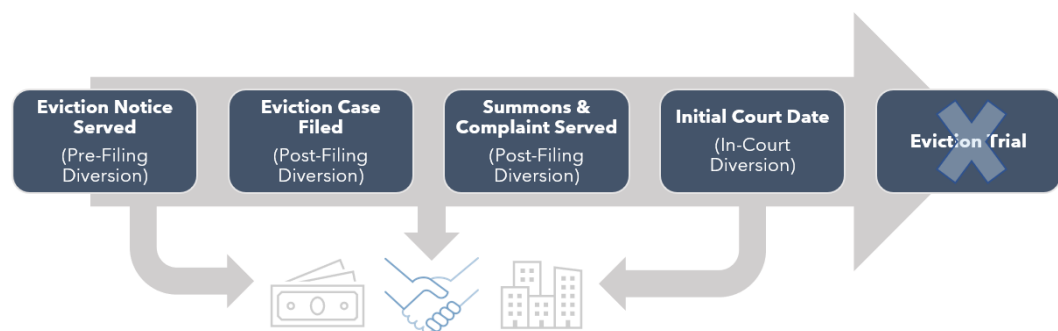 Eviction Notice
Served
(Pre-Filing
Diversion)
Eviction Case
Filed
(Post-Filing
Diversion)
Summons &
Complaint Served
(Post-Filing
Diversion)
Initial Court Date
(In-Court
Diversion)
Eviction Trial